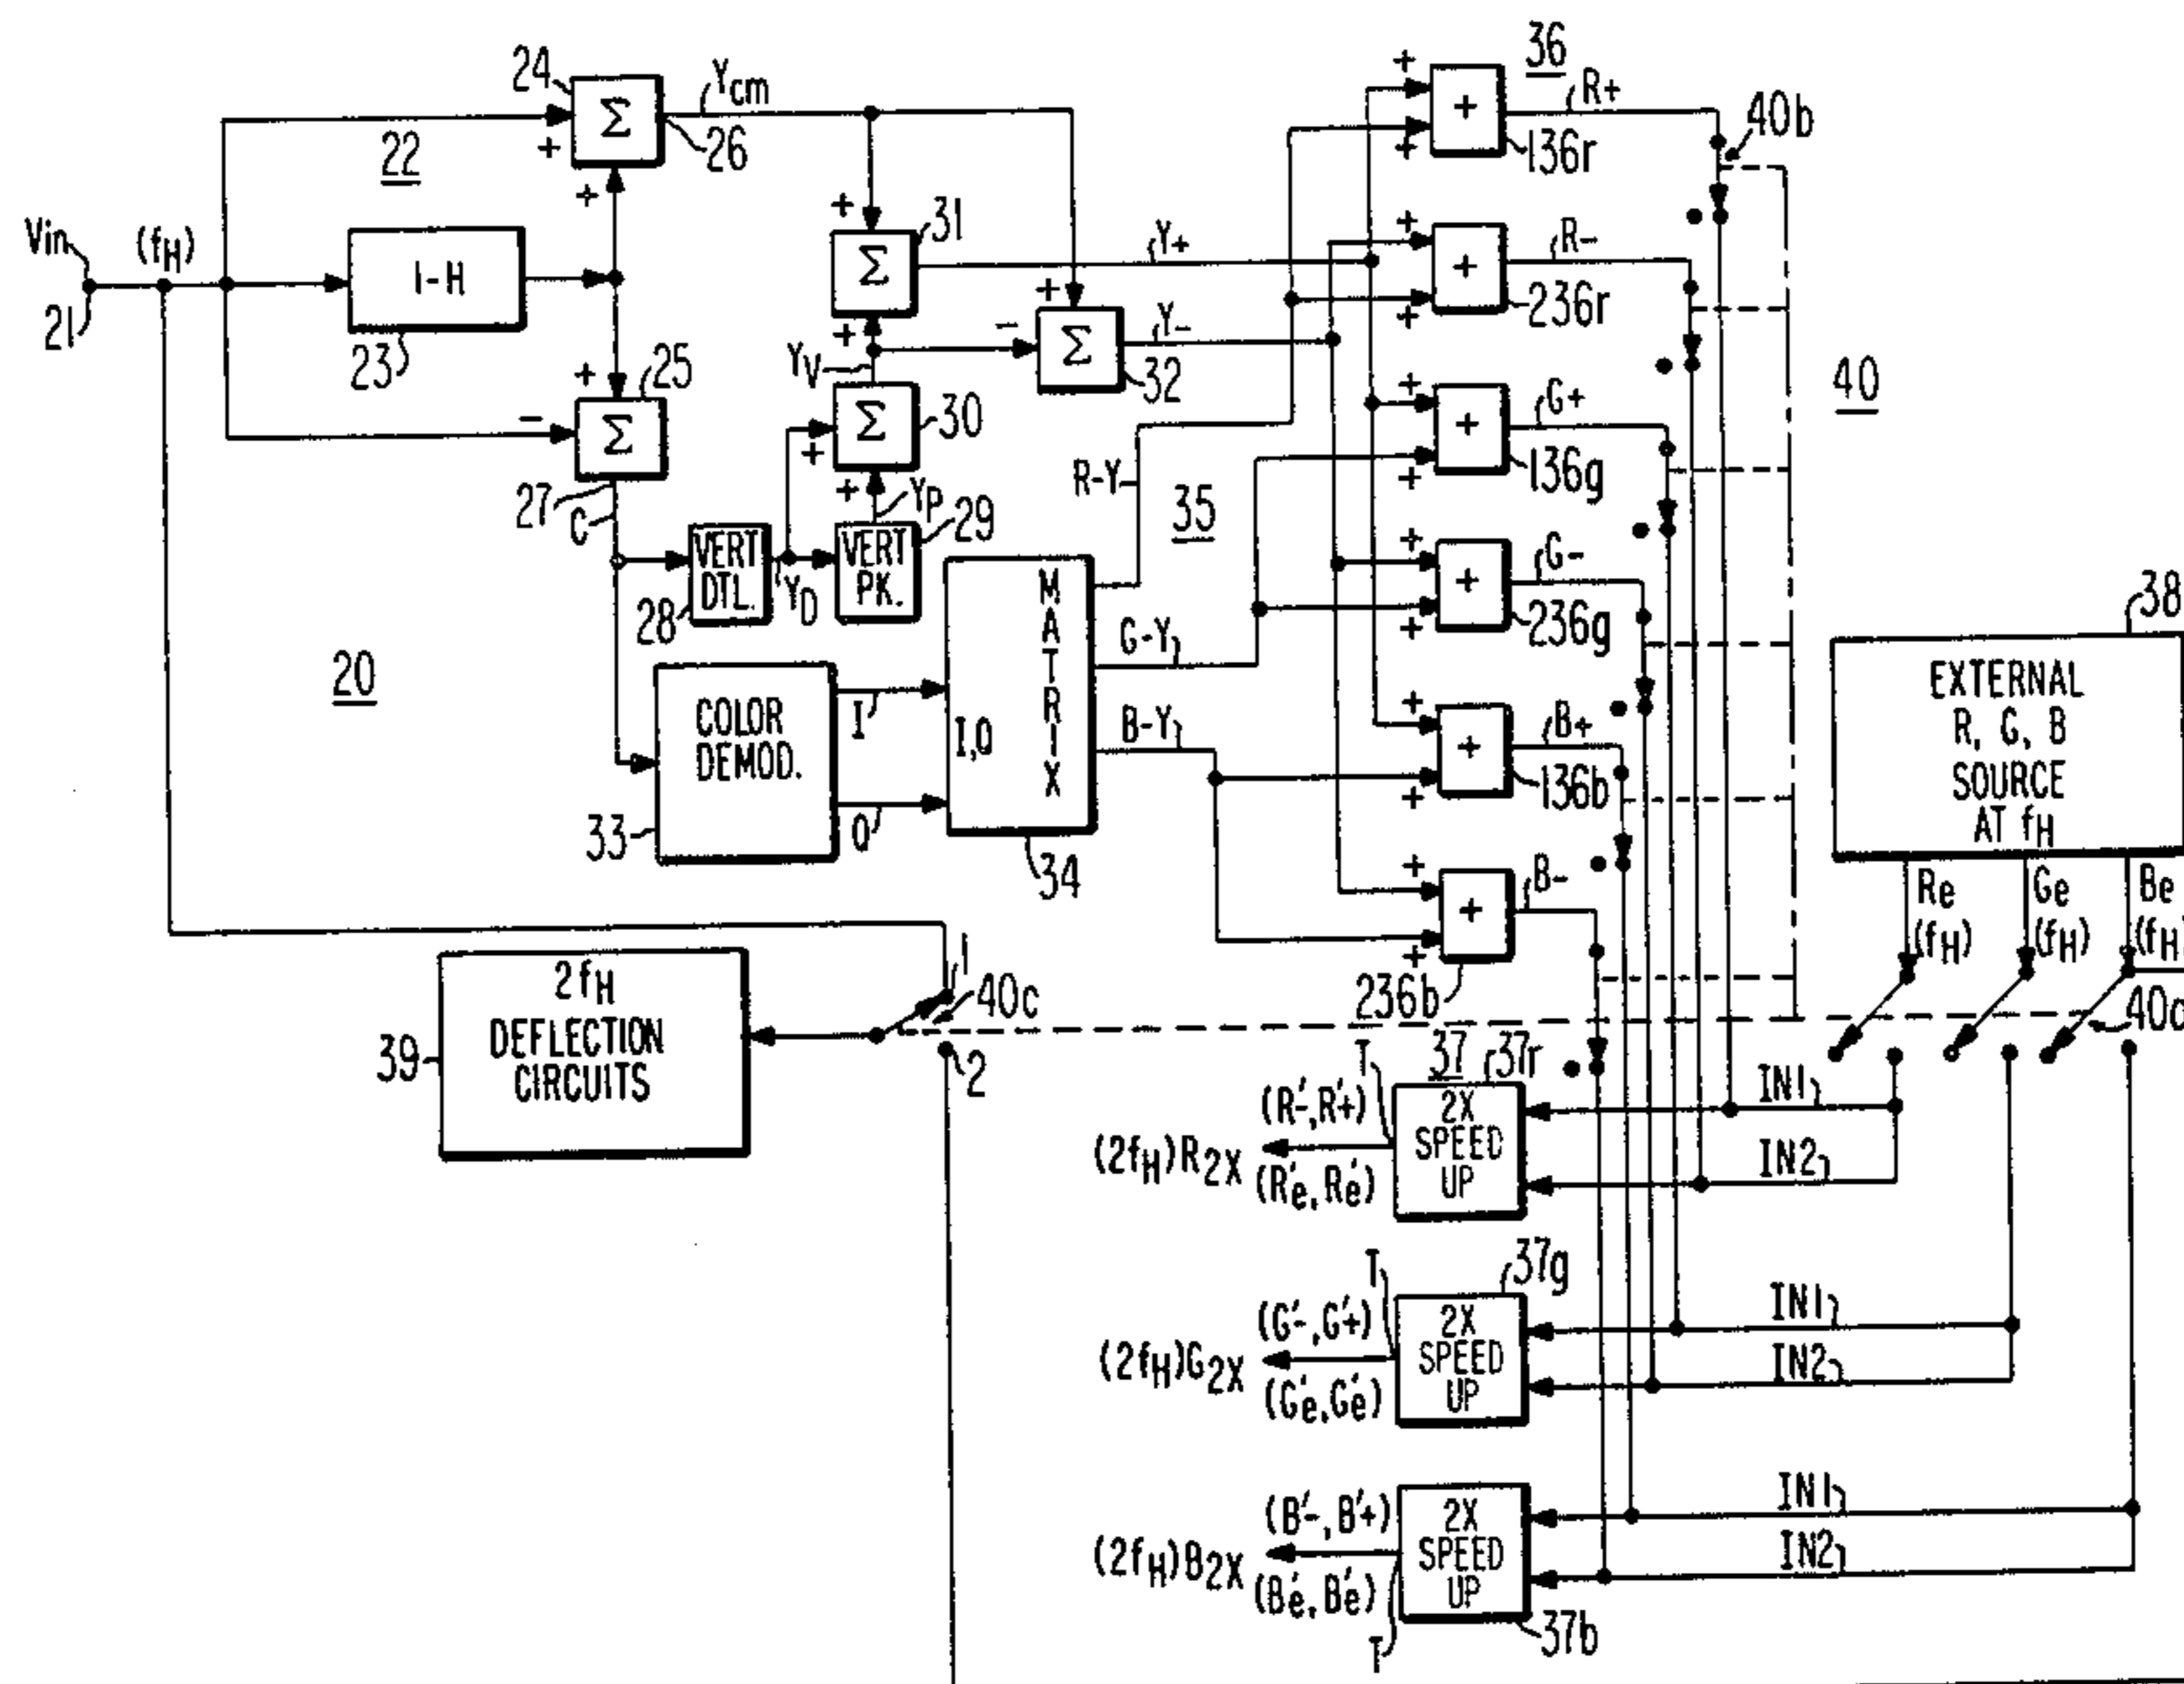 24
Σ
+
+
Ycm
26
22
Vin
(fH)
21
1-H
23
+
-
Σ
25
27
C
VERT
DTL.
28
YD
VERT
PK.
29
YP
+
+
Σ
30
YV
+
+
Σ
31
Y+
+
-
Σ
32
Y-
20
COLOR
DEMOD.
33
I
Q
I,Q
MATRIX
34
R-Y
G-Y
B-Y
35
36
+
+
+
136r
R+
40b
+
+
+
236r
R-
+
+
+
136g
G+
+
+
+
236g
G-
+
+
+
136b
B+
+
+
+
236b
B-
40
38
EXTERNAL
R, G, B
SOURCE
AT fH
Re
(fH)
Ge
(fH)
Be
(fH
2fH
DEFLECTION
CIRCUITS
39
1
40c
2
37
37r
T
2X
SPEED
UP
IN1
IN2
(R'-,R'+)
(2fH)R2X
(R'e,R'e)
37g
T
2X
SPEED
UP
IN1
IN2
(G'-,G'+)
(2fH)G2X
(G'e,G'e)
2X
SPEED
UP
37b
T
IN1
IN2
(B'-,B'+)
(2fH)B2X
(B'e,B'e)